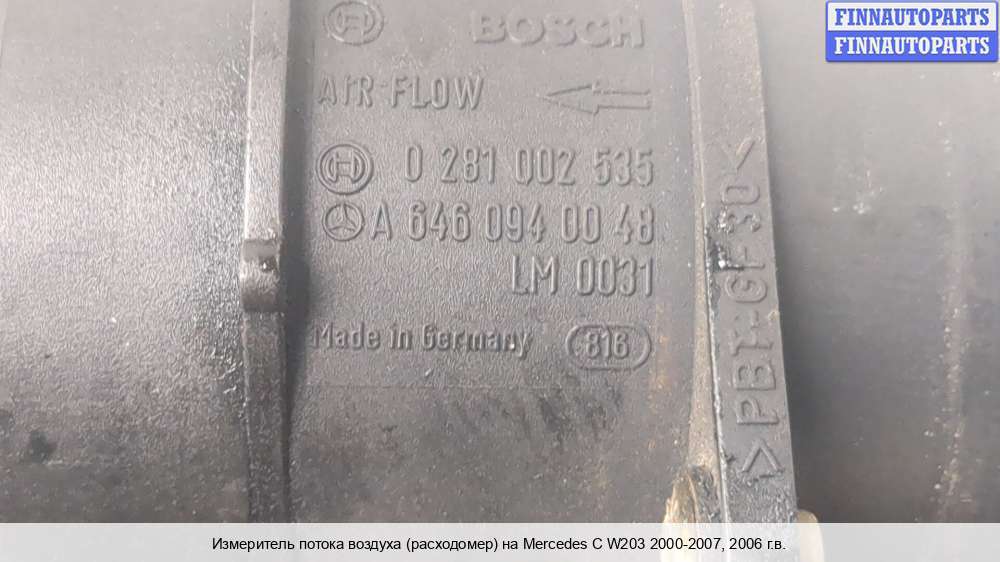 FINNAUTOPARTS
FINNAUTOPARTS
BOSCH
AIR-FLOW
0 281 002 535
A 646 094 00 48
LM 0031
Made in Germany 816
>PBT-GF30<
Измеритель потока воздуха (расходомер) на Mercedes C W203 2000-2007, 2006 г.в.